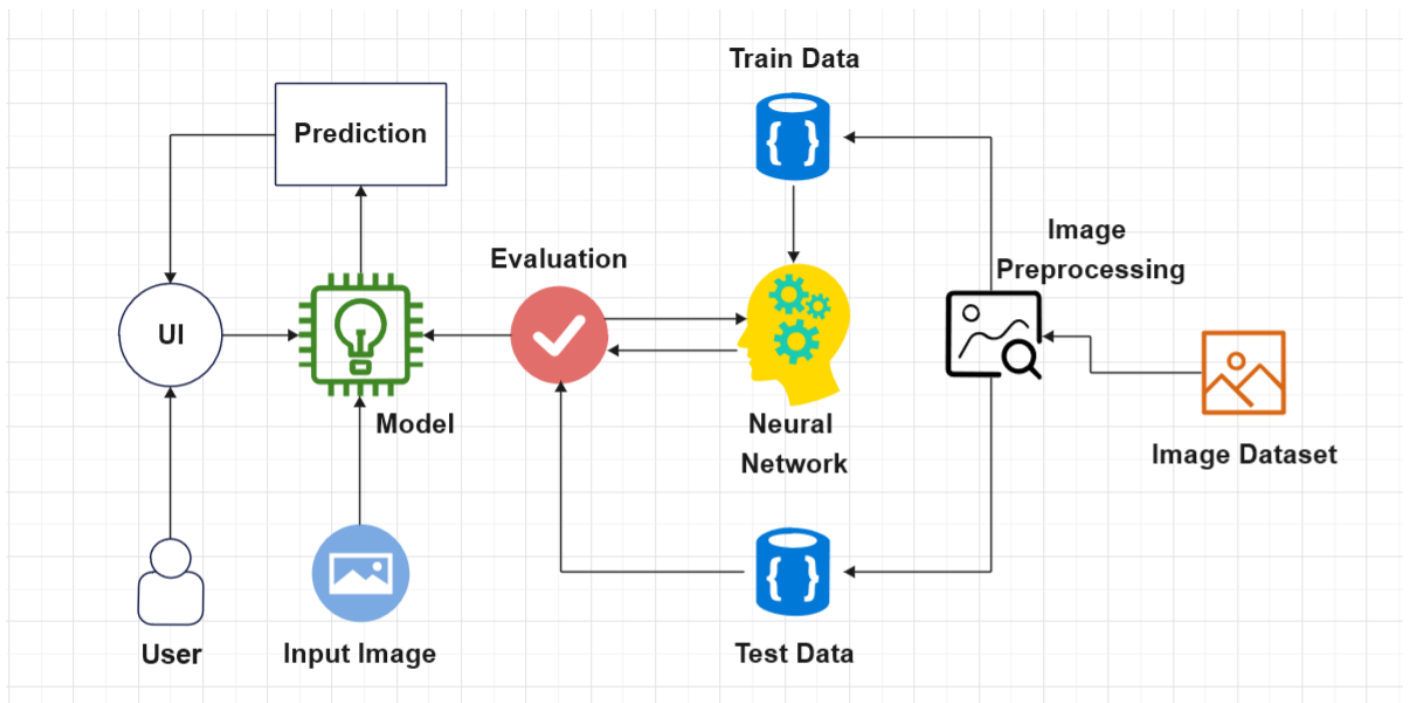 Train Data
Prediction
Image
Preprocessing
Evaluation
UI
Model
Neural
Network
Image Dataset
User
Input Image
Test Data